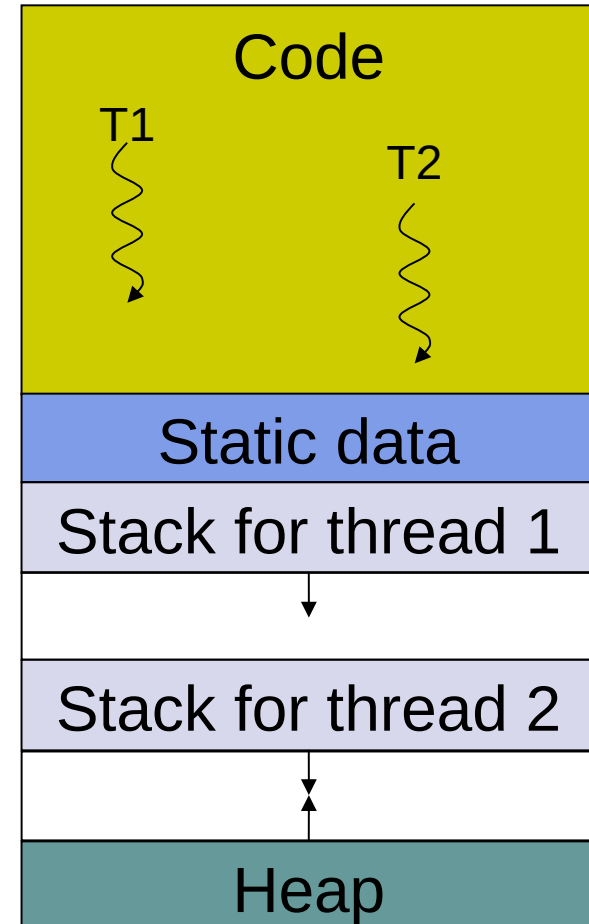 Code
T1
T2
Static data
Stack for thread 1
Stack for thread 2
Heap